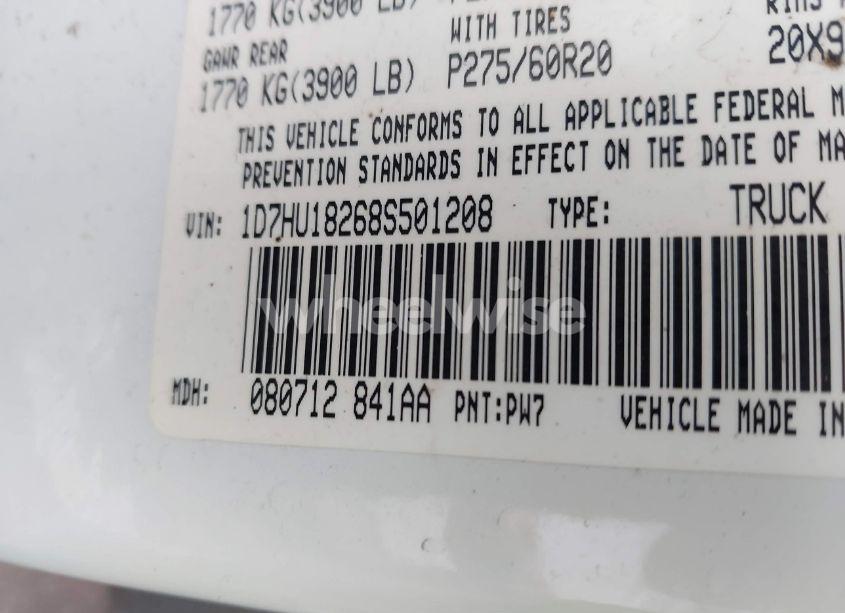 1770 KG(3900 LB)
WITH TIRES
GAWR REAR
1770 KG(3900 LB) P275/60R20 20X9
THIS VEHICLE CONFORMS TO ALL APPLICABLE FEDERAL M
PREVENTION STANDARDS IN EFFECT ON THE DATE OF MA
VIN: 1D7HU18268S501208 TYPE: TRUCK
wheelwise
MDH: 080712 841AA PNT:PW7 VEHICLE MADE IN